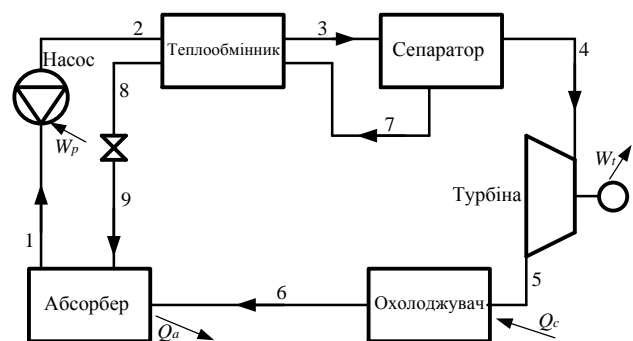 2
Теплообмінник
3
Сепаратор
4
Насос
8
7
W_p
W_t
Турбіна
9
1
5
Абсорбер
6
Охолоджувач
Q_a
Q_c